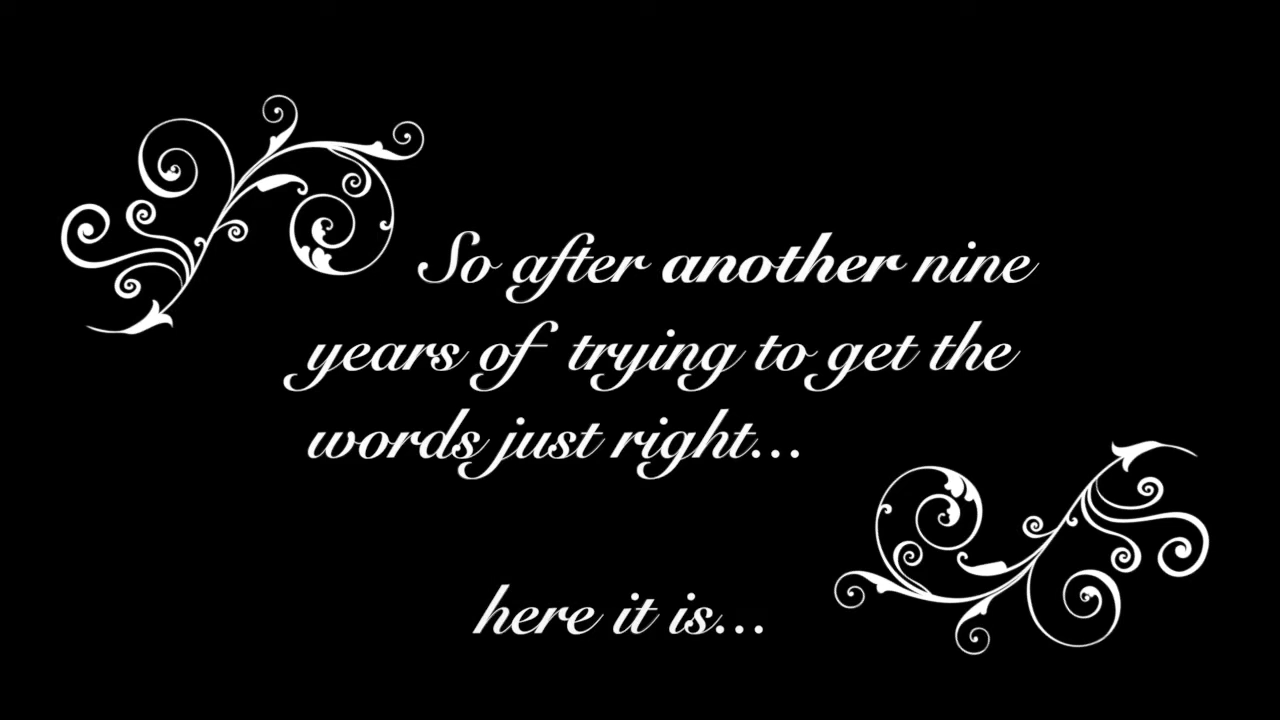 So after another nine
years of trying to get the
words just right...
here it is...